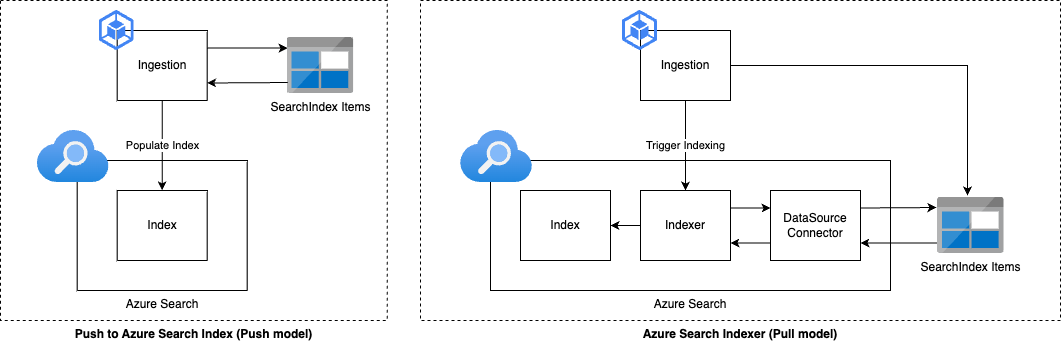 Ingestion
SearchIndex Items
Populate Index
Index
Azure Search
Push to Azure Search Index (Push model)
Ingestion
Trigger Indexing
Index
Indexer
DataSource
Connector
SearchIndex Items
Azure Search
Azure Search Indexer (Pull model)